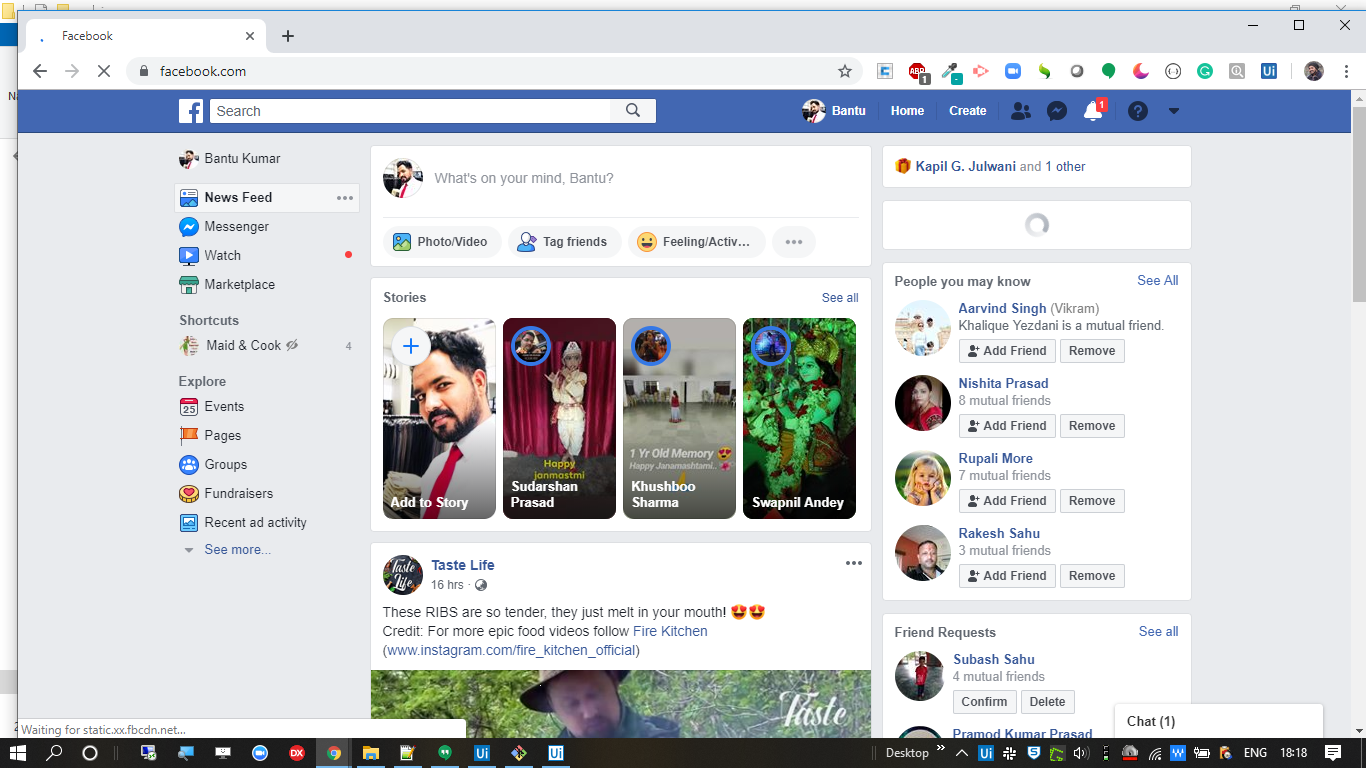 Facebook
facebook.com
ABP
1
Ui
Search
Bantu
Home
Create
1
Bantu Kumar
News Feed
Messenger
Watch
Marketplace
Shortcuts
Maid & Cook
4
Explore
25
Events
Pages
Groups
Fundraisers
Recent ad activity
See more...
What's on your mind, Bantu?
Photo/Video
Tag friends
Feeling/Activ...
Stories
See all
Add to Story
Happy
janmastmi
Sudarshan
Prasad
1 Yr Old Memory 😍
Happy Janamashtami..
Khushboo
Sharma
Swapnil Andey
Taste Life
16 hrs ·
These RIBS are so tender, they just melt in your mouth! 😍😍
Credit: For more epic food videos follow Fire Kitchen
(www.instagram.com/fire_kitchen_official)
Taste
Kapil G. Julwani and 1 other
People you may know
See All
Aarvind Singh (Vikram)
Khalique Yezdani is a mutual friend.
Add Friend
Remove
Nishita Prasad
8 mutual friends
Add Friend
Remove
Rupali More
7 mutual friends
Add Friend
Remove
Rakesh Sahu
3 mutual friends
Add Friend
Remove
Friend Requests
See all
Subash Sahu
4 mutual friends
Confirm
Delete
Pramod Kumar Prasad
Chat (1)
Waiting for static.xx.fbcdn.net...
DX
Ui
Ui
Desktop
Ui
W
ENG
18:18